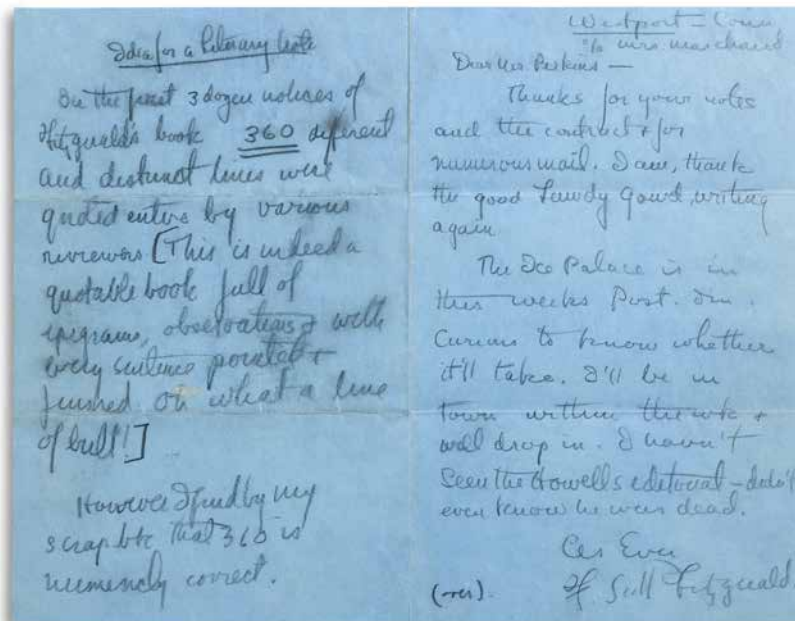 Idea for a Literary Note
In the first 3 dozen notices of
Fitzgerald's book 360 different
and distinct lines were
quoted entire by various
reviewers [This is indeed a
quotable book full of
epigrams, observations & with
every sentence pointed +
finished. Oh what a line
of bull!]
However I find by my
scrap bk that 360 is
numericly correct.
Westport – Conn
℅ Mrs. Marchand
Dear Mr Perkins —
Thanks for your notes
and the contract + for
numerous mail. I am, thank
the good Lawdy Gawd, writing
again
The Ice Palace is in
this weeks Post. I'm
curious to know whether
it'll take. I'll be in
town within the wk +
will drop in. I haven't
seen the Howells editorial – didn't
even know he was dead.
As Ever
F. Scott Fitzgerald
(over).